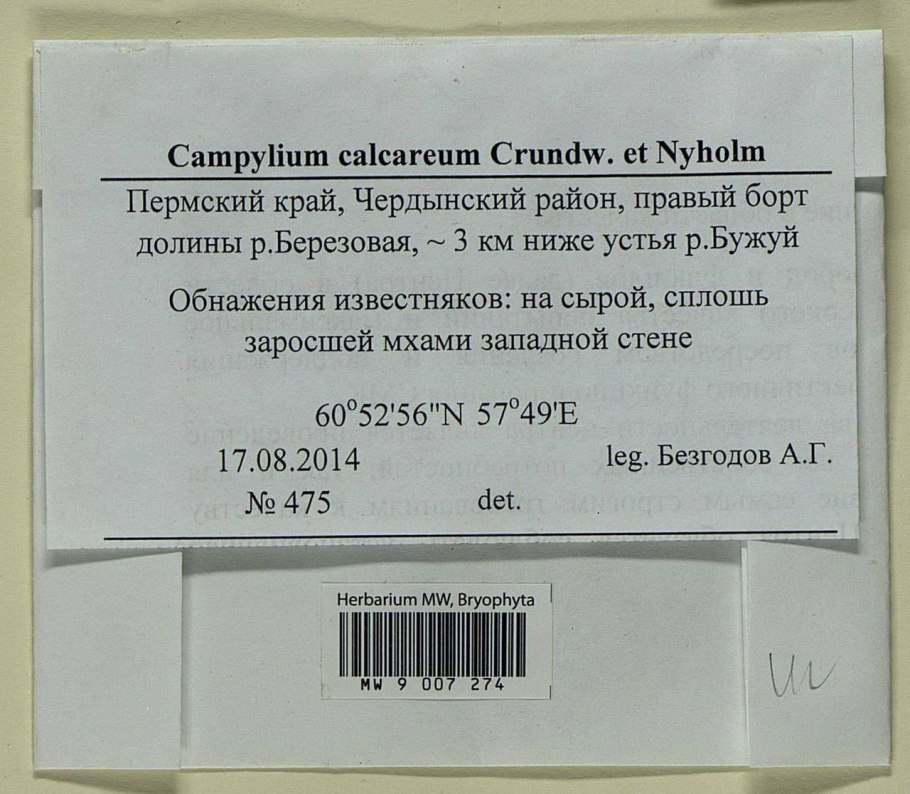 Campylium calcareum Crundw. et Nyholm
Пермский край, Чердынский район, правый борт
долины р.Березовая, ~ 3 км ниже устья р.Бужуй
Обнажения известняков: на сырой, сплошь
заросшей мхами западной стене
60°52'56"N 57°49'E
17.08.2014 leg. Безгодов А.Г.
№ 475 det.
Herbarium MW, Bryophyta
MW 9 007 274